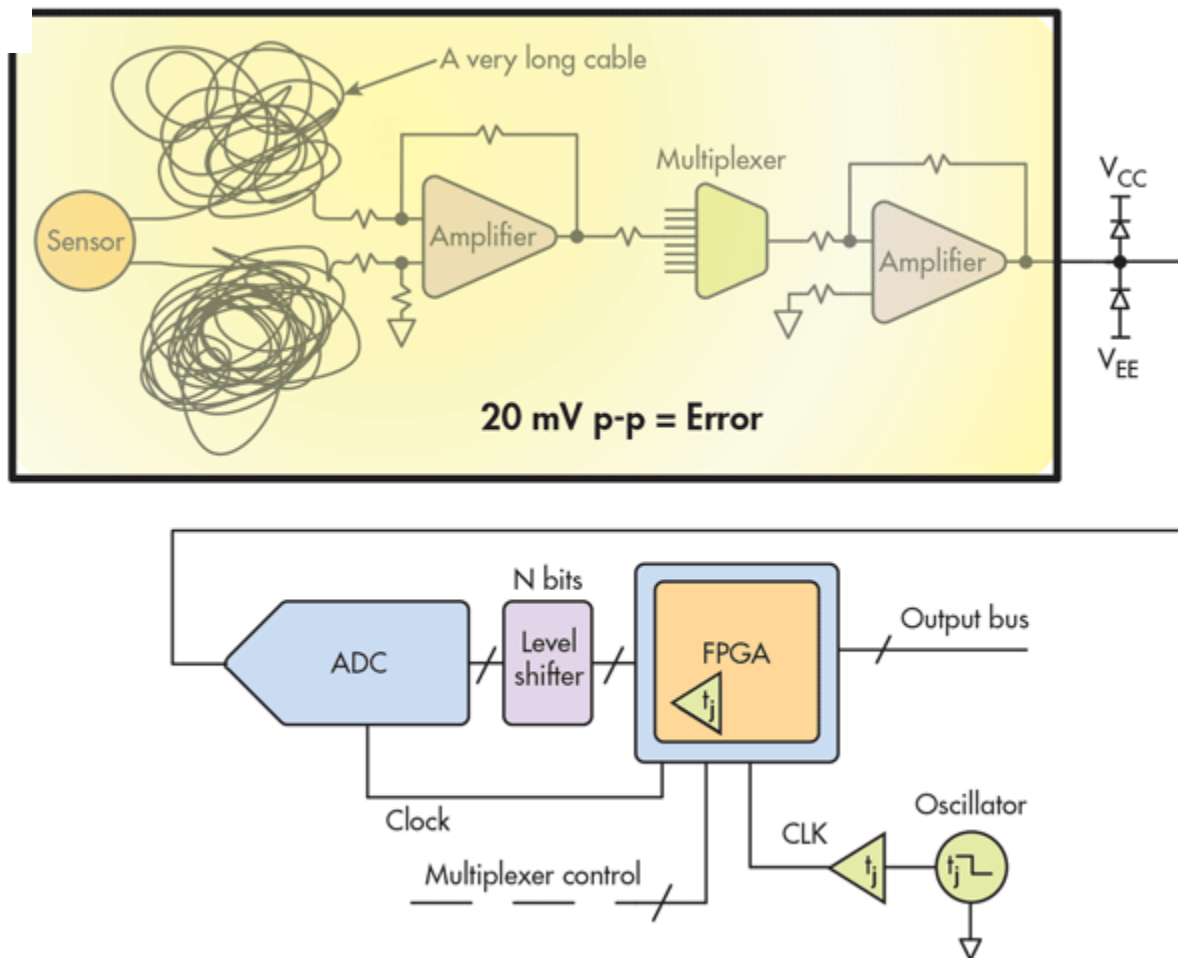 A very long cable
Sensor
Amplifier
Multiplexer
Amplifier
VCC
VEE
20 mV p-p = Error
ADC
N bits
Level
shifter
FPGA
tj
Output bus
Clock
Multiplexer control
CLK
tj
Oscillator
tj